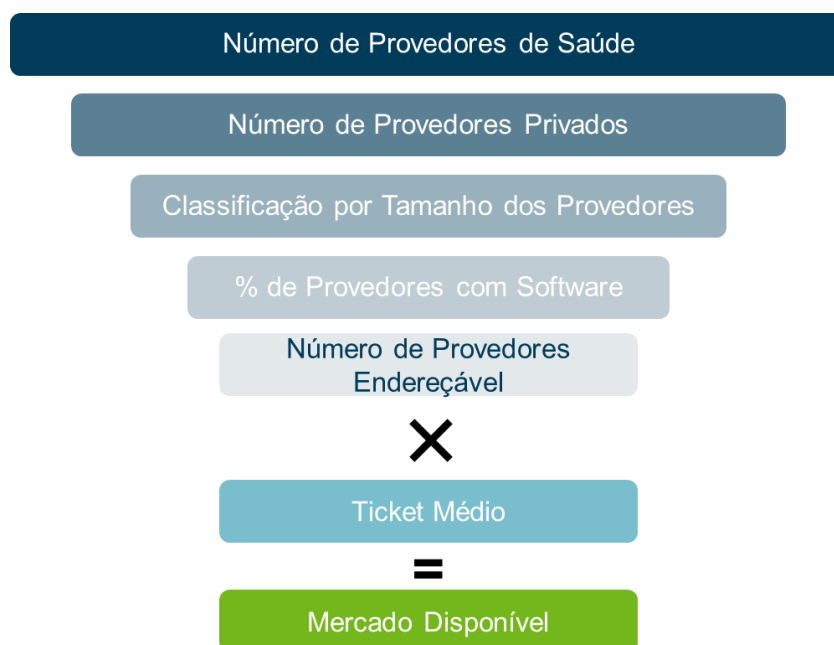 Número de Provedores de Saúde
Número de Provedores Privados
Classificação por Tamanho dos Provedores
% de Provedores com Software
Número de Provedores
Endereçável
×
Ticket Médio
=
Mercado Disponível